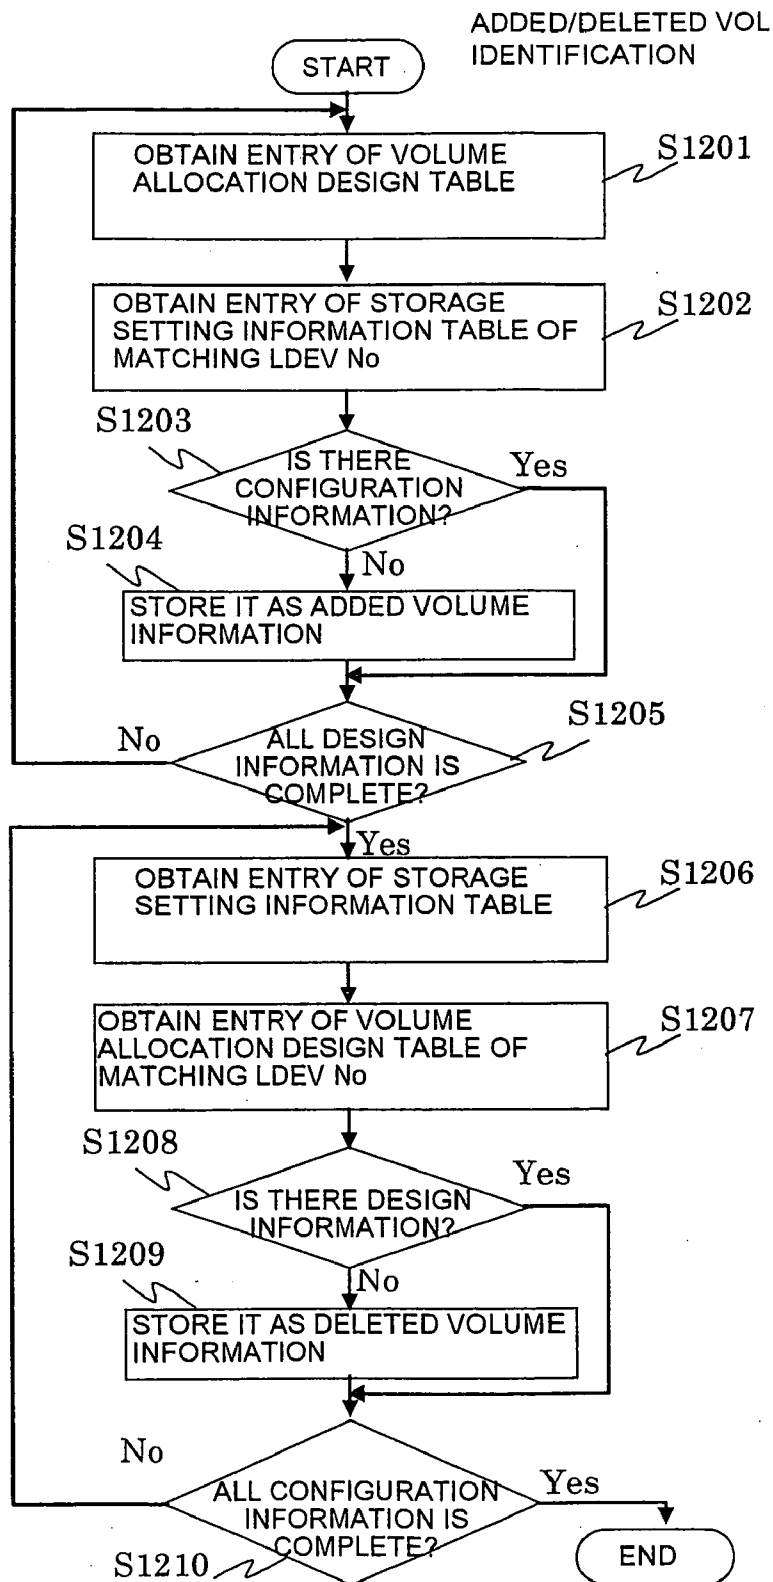 ADDED/DELETED VOL
IDENTIFICATION
START
OBTAIN ENTRY OF VOLUME
ALLOCATION DESIGN TABLE
S1201
OBTAIN ENTRY OF STORAGE
SETTING INFORMATION TABLE OF
MATCHING LDEV No
S1202
S1203
IS THERE
CONFIGURATION
INFORMATION?
Yes
No
S1204
STORE IT AS ADDED VOLUME
INFORMATION
S1205
No
ALL DESIGN
INFORMATION IS
COMPLETE?
Yes
OBTAIN ENTRY OF STORAGE
SETTING INFORMATION TABLE
S1206
OBTAIN ENTRY OF VOLUME
ALLOCATION DESIGN TABLE OF
MATCHING LDEV No
S1207
S1208
IS THERE DESIGN
INFORMATION?
Yes
No
S1209
STORE IT AS DELETED VOLUME
INFORMATION
No
ALL CONFIGURATION
INFORMATION IS
COMPLETE?
Yes
S1210
END